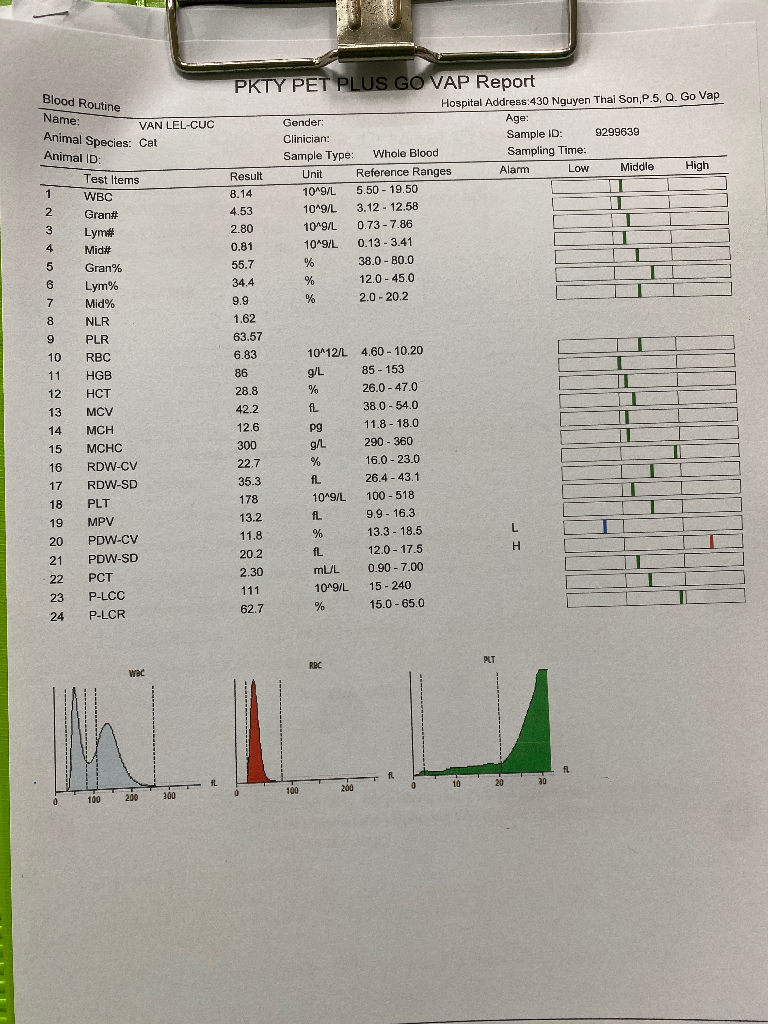 PKTY PET PLUS GO VAP Report
Blood Routine Hospital Address:430 Nguyen Thai Son,P.5, Q. Go Vap
Name: VAN LEL-CUC Gender: Age:
Animal Species: Cat Clinician: Sample ID: 9299639
Animal ID: Sample Type: Whole Blood Sampling Time:
Test Items Result Unit Reference Ranges Alarm Low Middle High
1 WBC 8.14 10^9/L 5.50 - 19.50
2 Gran# 4.53 10^9/L 3.12 - 12.58
3 Lym# 2.80 10^9/L 0.73 - 7.86
4 Mid# 0.81 10^9/L 0.13 - 3.41
5 Gran% 55.7 % 38.0 - 80.0
6 Lym% 34.4 % 12.0 - 45.0
7 Mid% 9.9 % 2.0 - 20.2
8 NLR 1.62
9 PLR 63.57
10 RBC 6.83 10^12/L 4.60 - 10.20
11 HGB 86 g/L 85 - 153
12 HCT 28.8 % 26.0 - 47.0
13 MCV 42.2 fL 38.0 - 54.0
14 MCH 12.6 pg 11.8 - 18.0
15 MCHC 300 g/L 290 - 360
16 RDW-CV 22.7 % 16.0 - 23.0
17 RDW-SD 35.3 fL 26.4 - 43.1
18 PLT 178 10^9/L 100 - 518
19 MPV 13.2 fL 9.9 - 16.3
20 PDW-CV 11.8 % 13.3 - 18.5 L
21 PDW-SD 20.2 fL 12.0 - 17.5 H
22 PCT 2.30 mL/L 0.90 - 7.00
23 P-LCC 111 10^9/L 15 - 240
24 P-LCR 62.7 % 15.0 - 65.0
WBC RBC PLT
0 100 200 300 fL 0 100 200 fL 0 10 20 30 fL